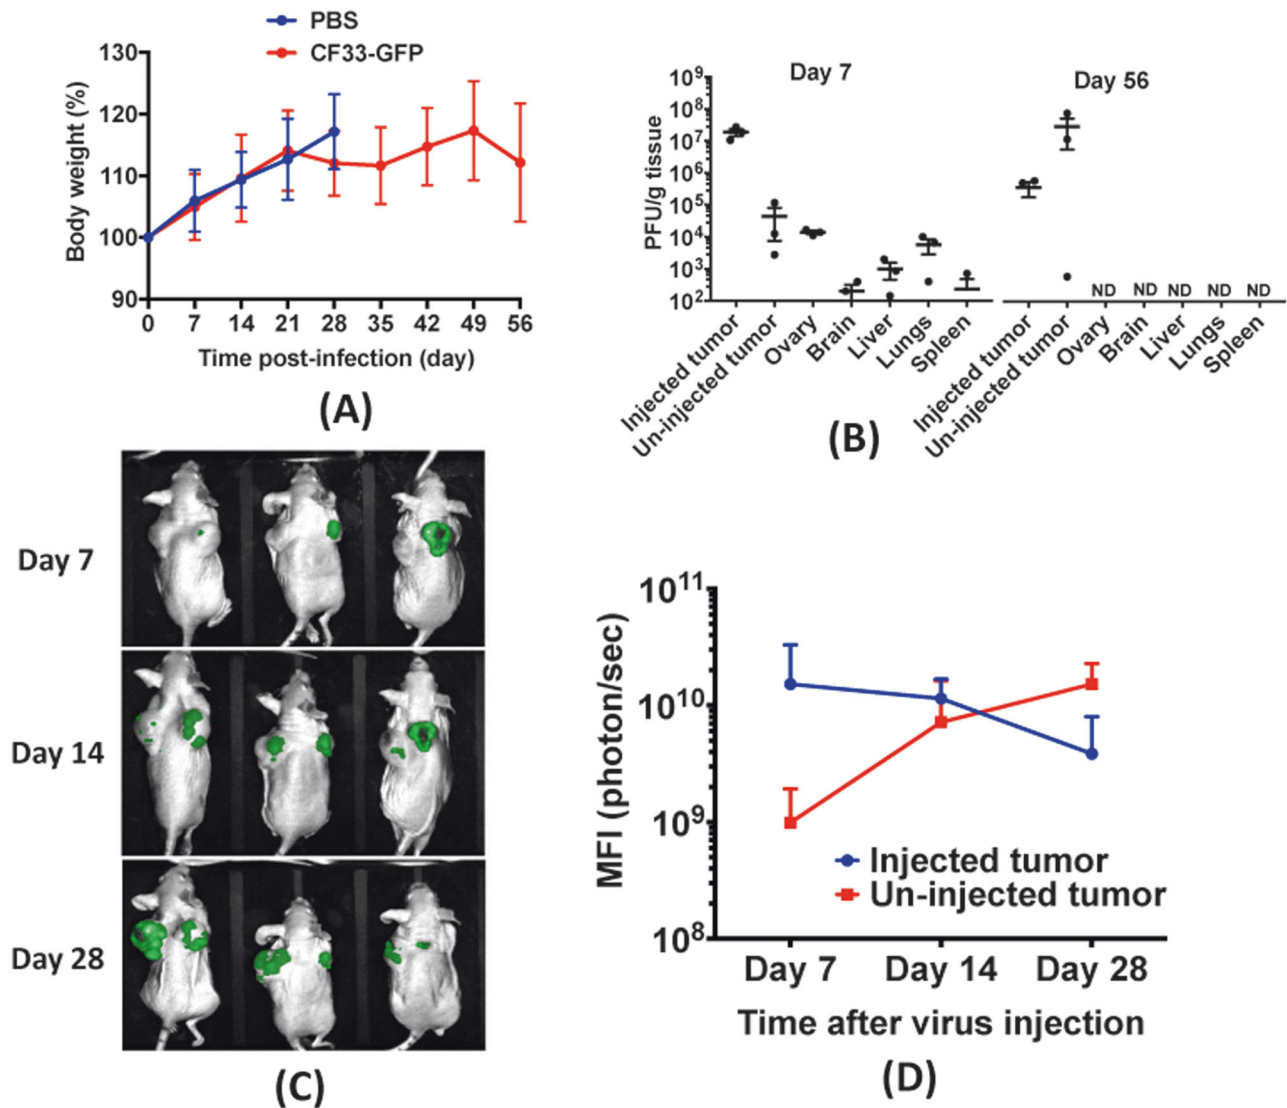 PBS
CF33-GFP
130
120
110
100
90
Body weight (%)
0 7 14 21 28 35 42 49 56
Time post-infection (day)
(A)
Day 7
Day 56
10⁹
10⁸
10⁷
10⁶
10⁵
10⁴
10³
10²
PFU/g tissue
ND ND ND ND ND
Injected tumor
Un-injected tumor
Ovary
Brain
Liver
Lungs
Spleen
Injected tumor
Un-injected tumor
Ovary
Brain
Liver
Lungs
Spleen
(B)
Day 7
Day 14
Day 28
(C)
10¹¹
10¹⁰
10⁹
10⁸
MFI (photon/sec)
Injected tumor
Un-injected tumor
Day 7 Day 14 Day 28
Time after virus injection
(D)